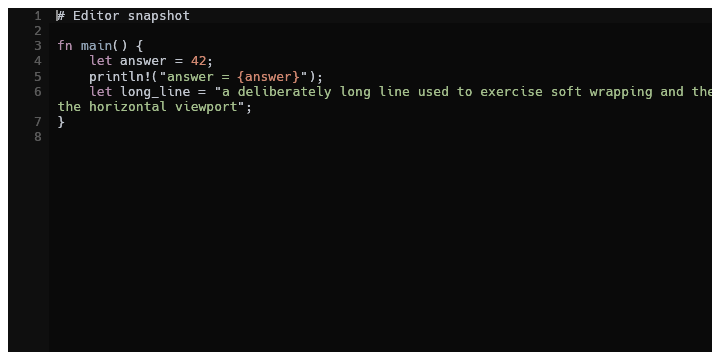 1 # Editor snapshot
2
3 fn main() {
4     let answer = 42;
5     println!("answer = {answer}");
6     let long_line = "a deliberately long line used to exercise soft wrapping and the
the horizontal viewport";
7 }
8